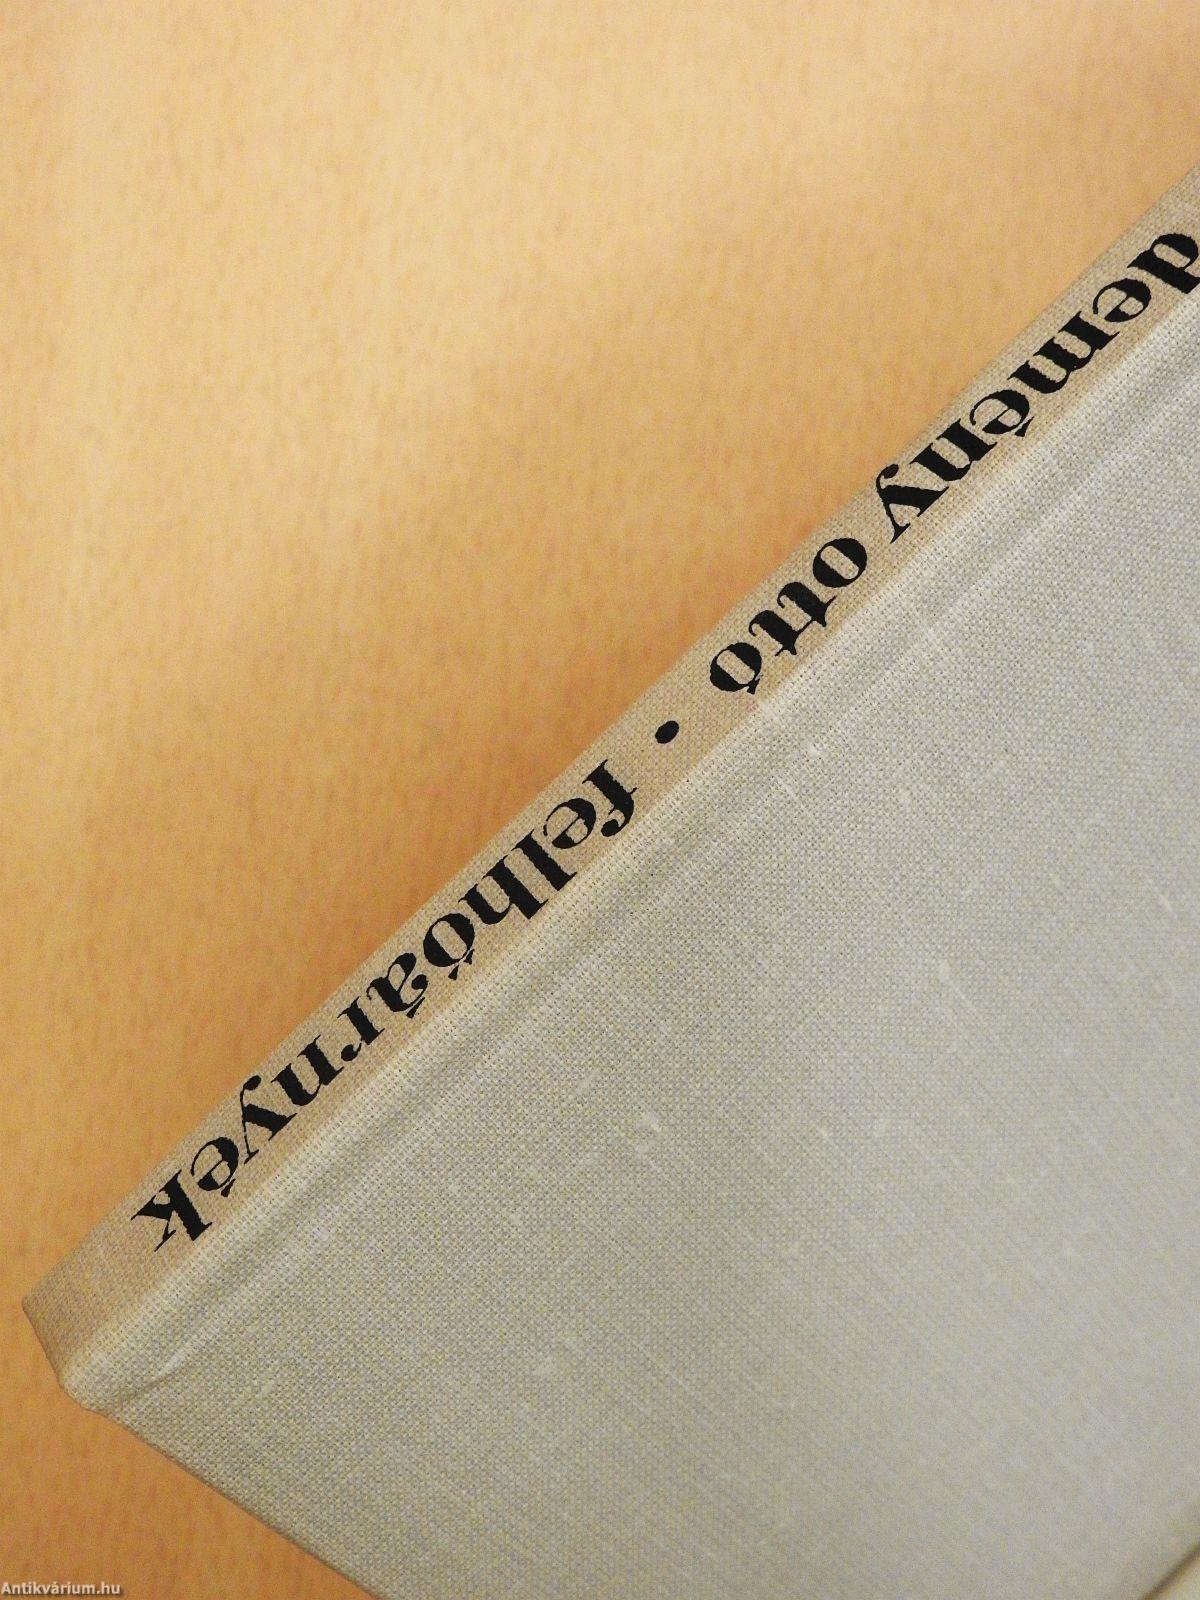 demény ottó • felhőárnyék
Antikvárium.hu